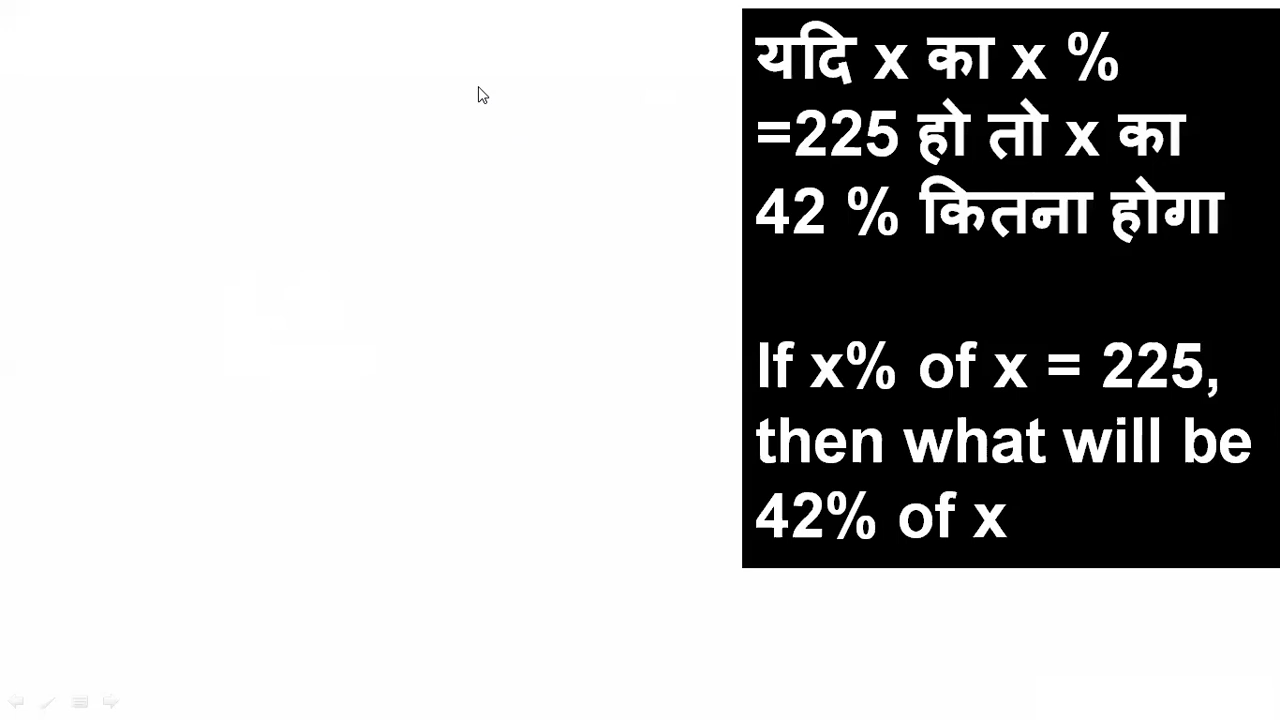 यदि x का x %
=225 हो तो x का
42 % कितना होगा
If x% of x = 225,
then what will be
42% of x